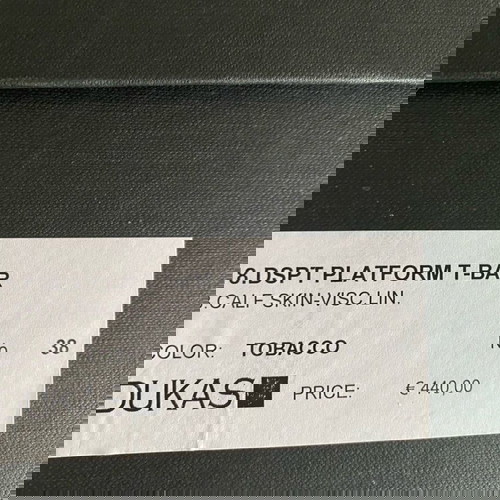 .DSPT PLATFORM T-BAR
.CALF SKIN-VISC.LIN.
38 COLOR: TOBACCO
DUKAS PRICE: € 440,00